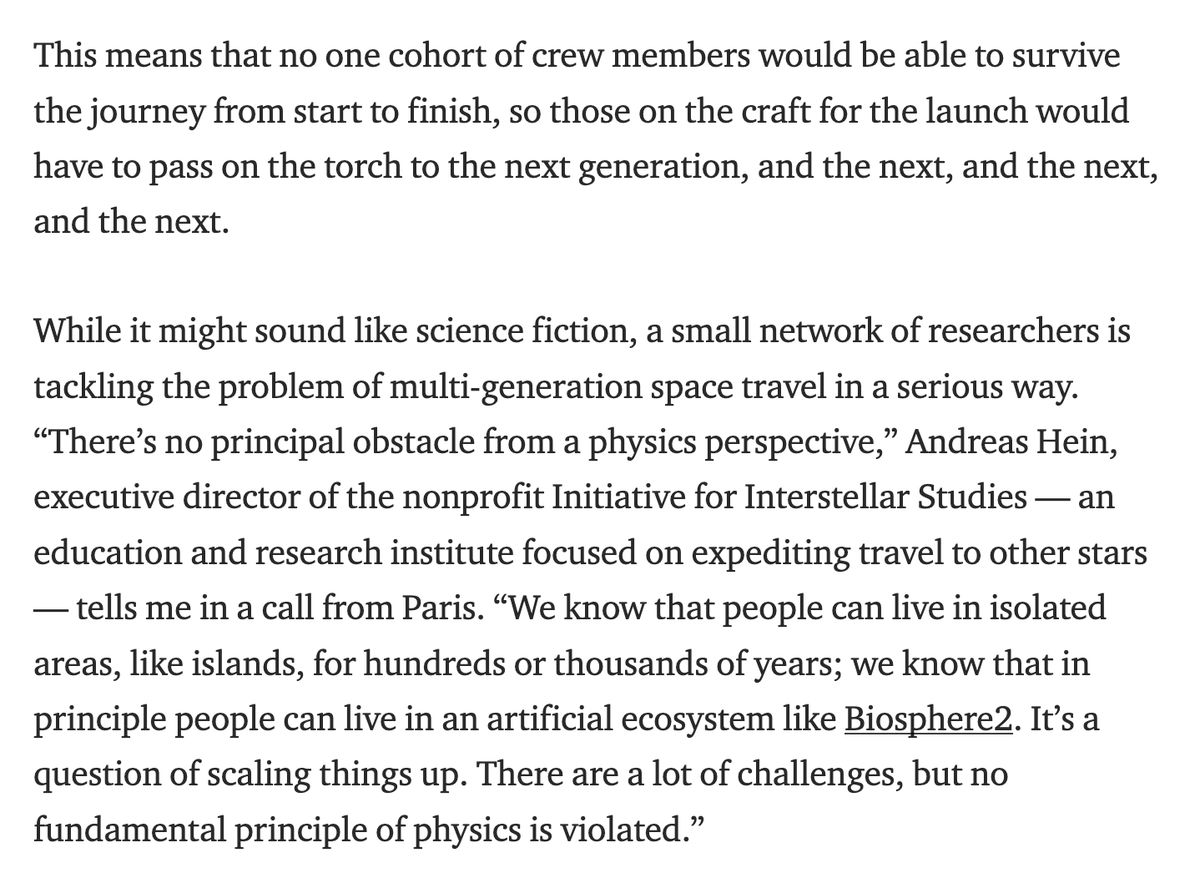 This means that no one cohort of crew members would be able to survive
the journey from start to finish, so those on the craft for the launch would
have to pass on the torch to the next generation, and the next, and the next,
and the next.
While it might sound like science fiction, a small network of researchers is
tackling the problem of multi-generation space travel in a serious way.
“There’s no principal obstacle from a physics perspective,” Andreas Hein,
executive director of the nonprofit Initiative for Interstellar Studies — an
education and research institute focused on expediting travel to other stars
— tells me in a call from Paris. “We know that people can live in isolated
areas, like islands, for hundreds or thousands of years; we know that in
principle people can live in an artificial ecosystem like Biosphere2. It’s a
question of scaling things up. There are a lot of challenges, but no
fundamental principle of physics is violated.”